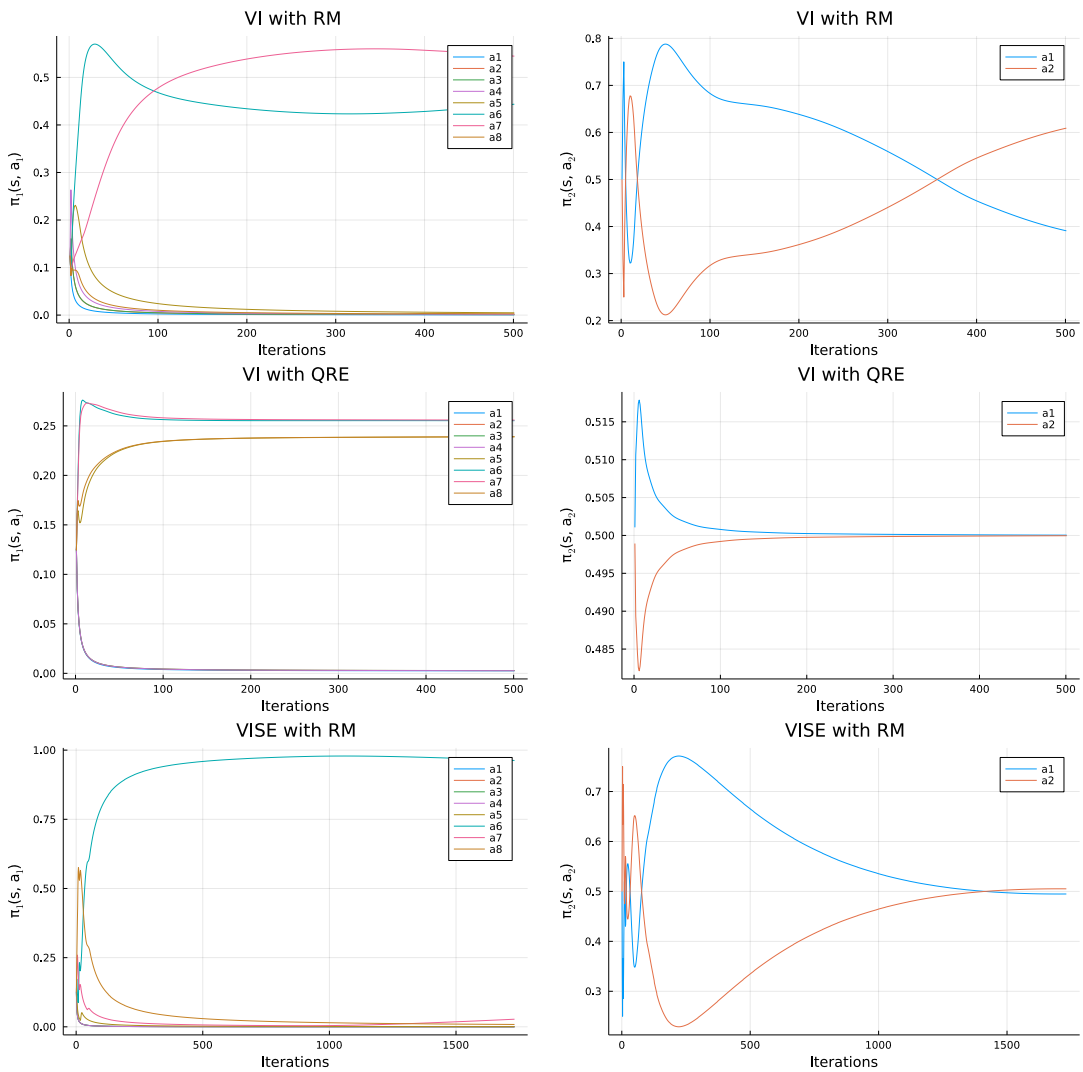 VI with RM
π₁(s, a₁)
0.5
0.4
0.3
0.2
0.1
0.0
a1
a2
a3
a4
a5
a6
a7
a8
0
100
200
300
400
500
Iterations
VI with RM
π₂(s, a₂)
0.8
0.7
0.6
0.5
0.4
0.3
0.2
a1
a2
0
100
200
300
400
500
Iterations
VI with QRE
π₁(s, a₁)
0.25
0.20
0.15
0.10
0.05
0.00
a1
a2
a3
a4
a5
a6
a7
a8
0
100
200
300
400
500
Iterations
VI with QRE
π₂(s, a₂)
0.515
0.510
0.505
0.500
0.495
0.490
0.485
a1
a2
0
100
200
300
400
500
Iterations
VISE with RM
π₁(s, a₁)
1.00
0.75
0.50
0.25
0.00
a1
a2
a3
a4
a5
a6
a7
a8
0
500
1000
1500
Iterations
VISE with RM
π₂(s, a₂)
0.7
0.6
0.5
0.4
0.3
a1
a2
0
500
1000
1500
Iterations